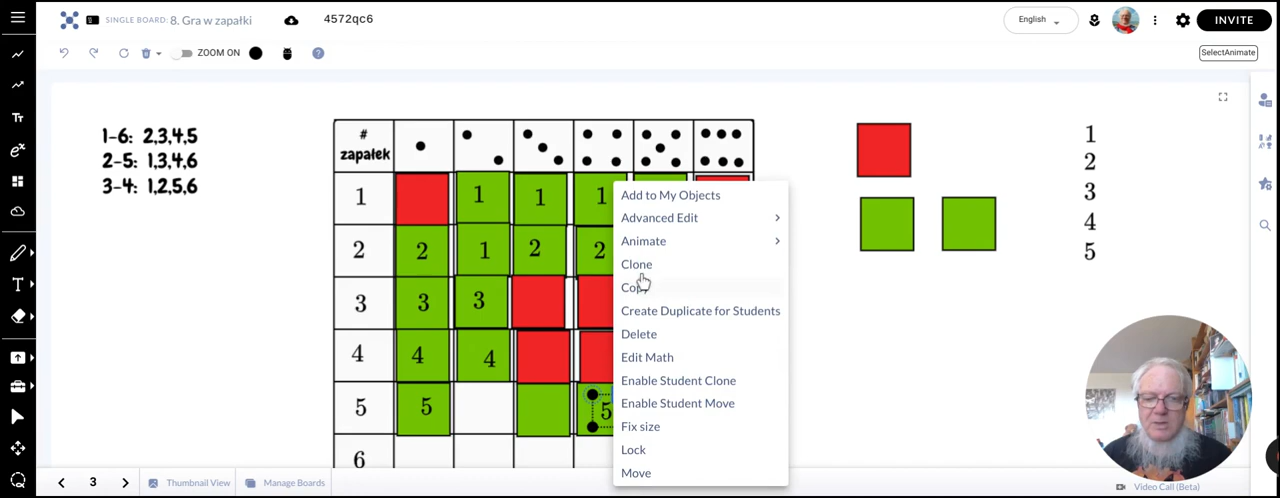 SINGLE BOARD: 8. Gra w zapałki
4572qc6
English
INVITE
ZOOM ON
SelectAnimate
1-6: 2,3,4,5
2-5: 1,3,4,6
3-4: 1,2,5,6
# zapałek
1 1 1 1
2 2 1 2 2
3 3 3
4 4 4
5 5 5
6
Add to My Objects
Advanced Edit
Animate
Clone
Copy
Create Duplicate for Students
Delete
Edit Math
Enable Student Clone
Enable Student Move
Fix size
Lock
Move
1
2
3
4
5
3
Thumbnail View
Manage Boards
Video Call (Beta)